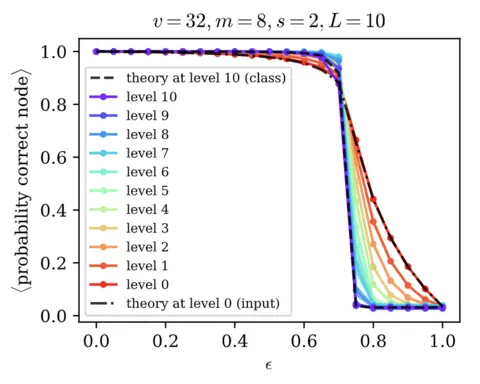 v = 32, m = 8, s = 2, L = 10
⟨probability correct node⟩
1.0
0.8
0.6
0.4
0.2
0.0
theory at level 10 (class)
level 10
level 9
level 8
level 7
level 6
level 5
level 4
level 3
level 2
level 1
level 0
theory at level 0 (input)
0.0 0.2 0.4 0.6 0.8 1.0
ϵ